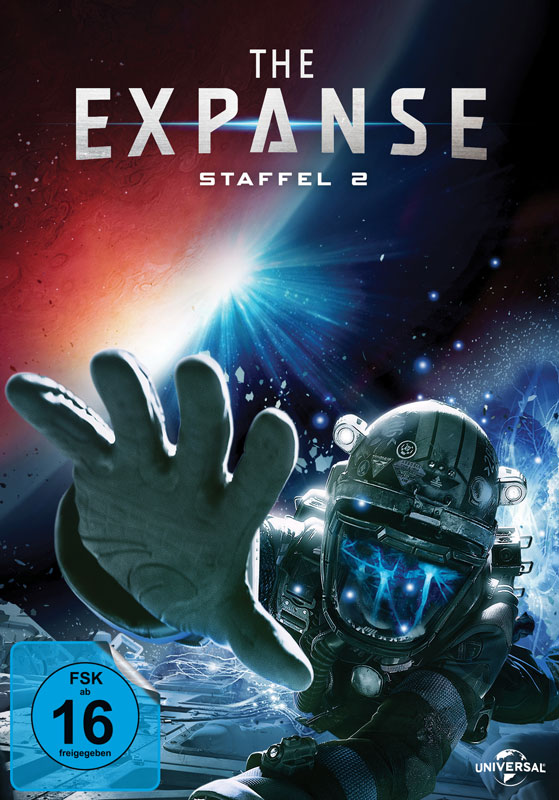 THE
EXPANSE
STAFFEL 2
FSK
ab
16
freigegeben
UNIVERSAL